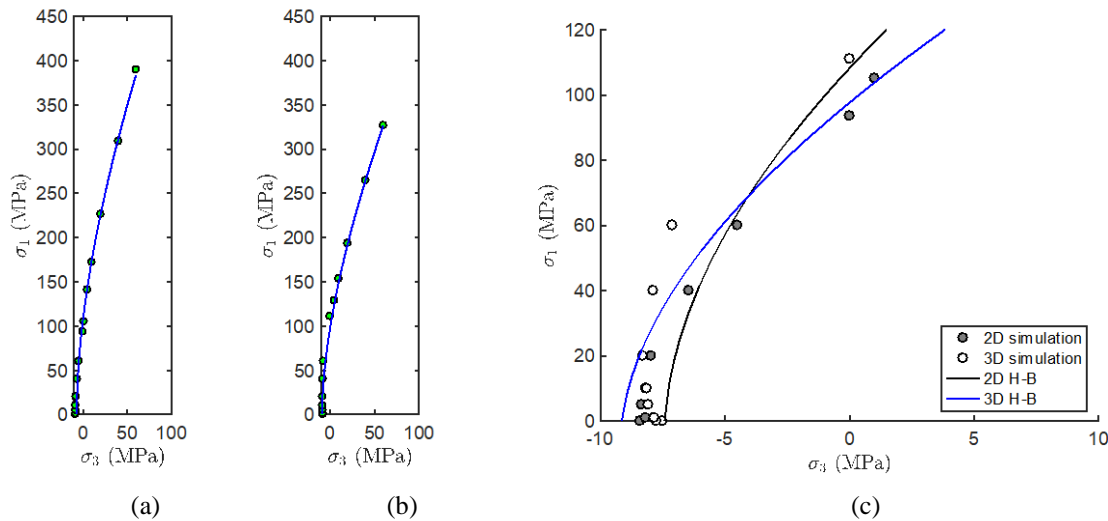 450
400
350
300
250
200
150
100
50
0
0 50 100
σ₁ (MPa)
σ₃ (MPa)
(a)
450
400
350
300
250
200
150
100
50
0
0 50 100
σ₁ (MPa)
σ₃ (MPa)
(b)
120
100
80
60
40
20
0
-10 -5 0 5 10
σ₁ (MPa)
σ₃ (MPa)
2D simulation
3D simulation
2D H-B
3D H-B
(c)